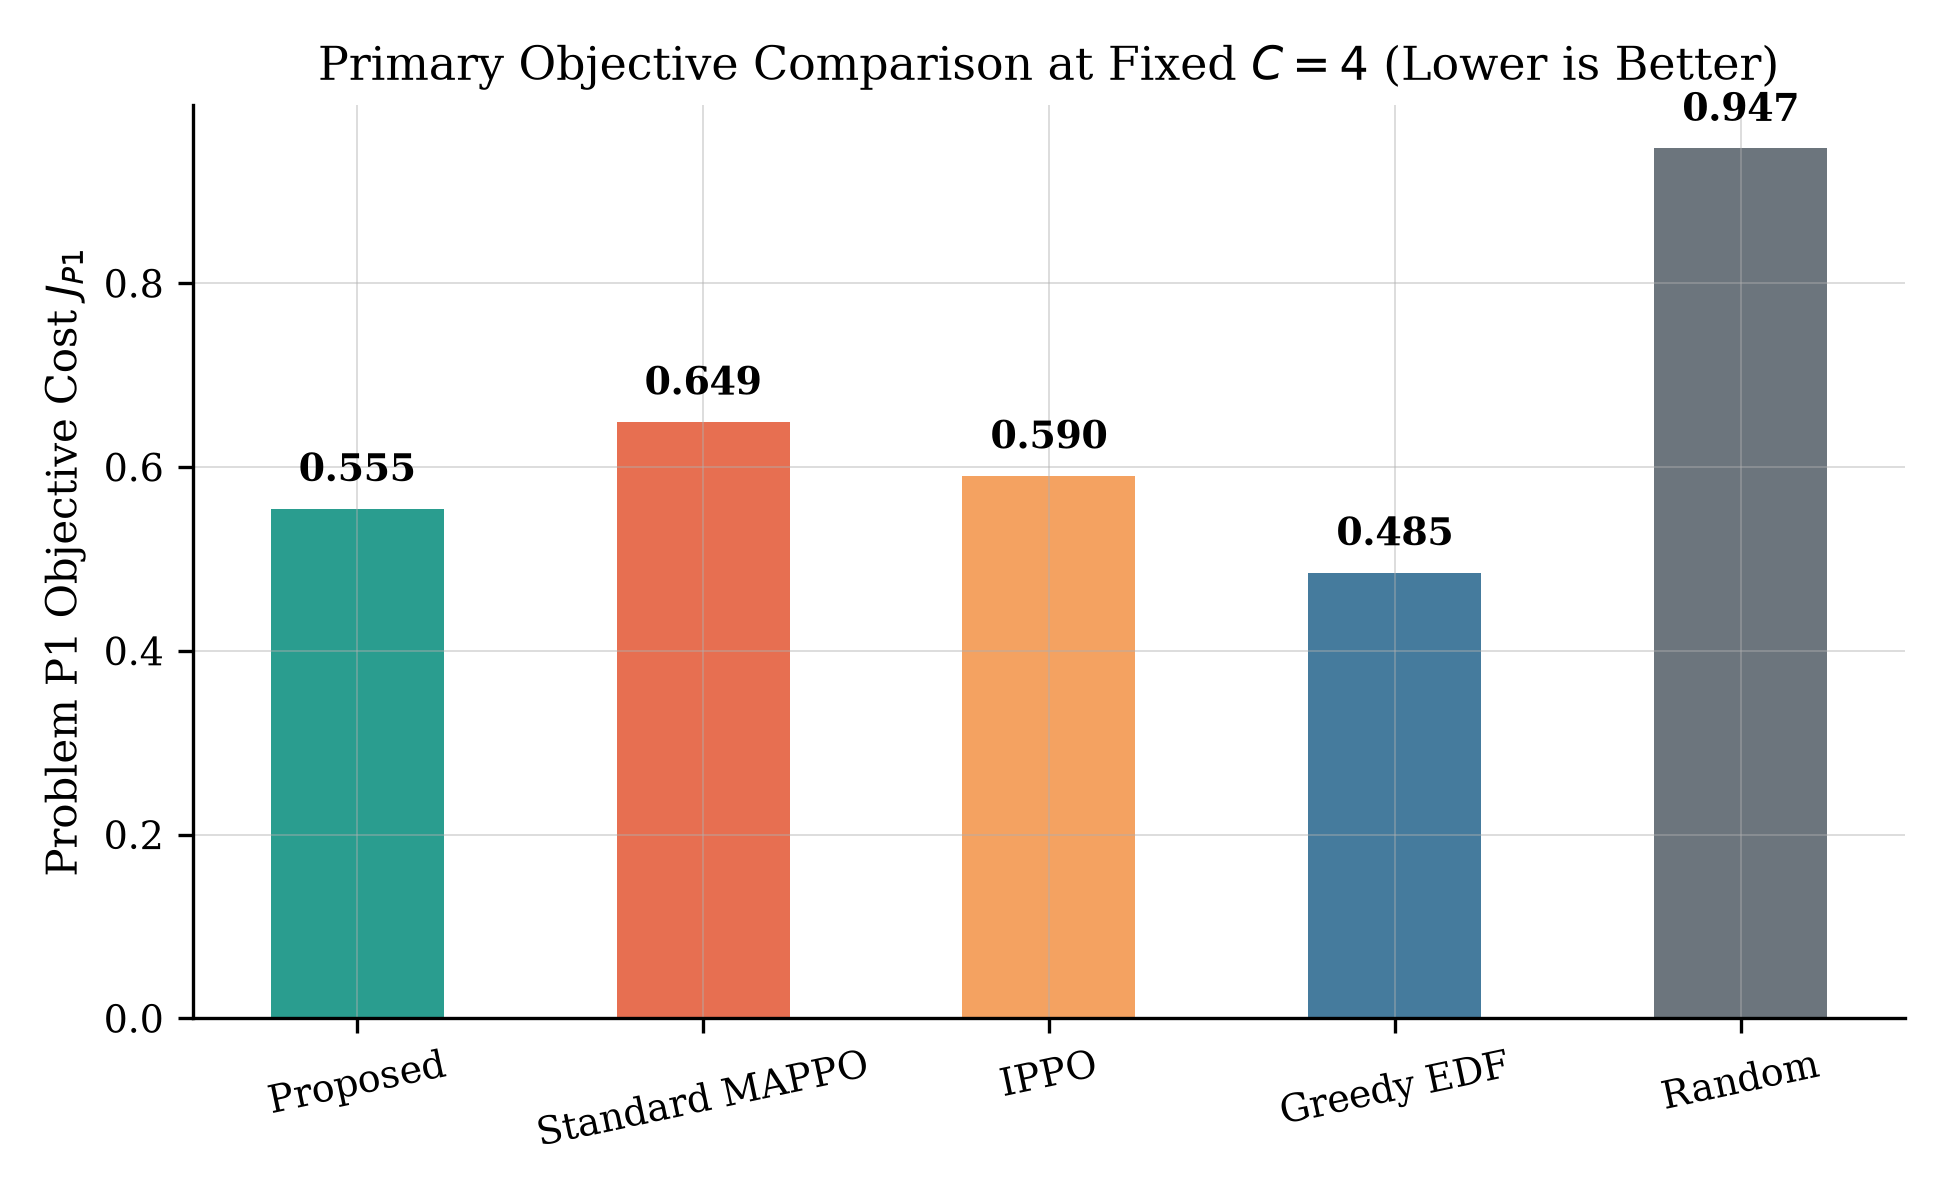 Primary Objective Comparison at Fixed C = 4 (Lower is Better)
Problem P1 Objective Cost J_{P1}
0.8
0.6
0.4
0.2
0.0
0.555
0.649
0.590
0.485
0.947
Proposed
Standard MAPPO
IPPO
Greedy EDF
Random